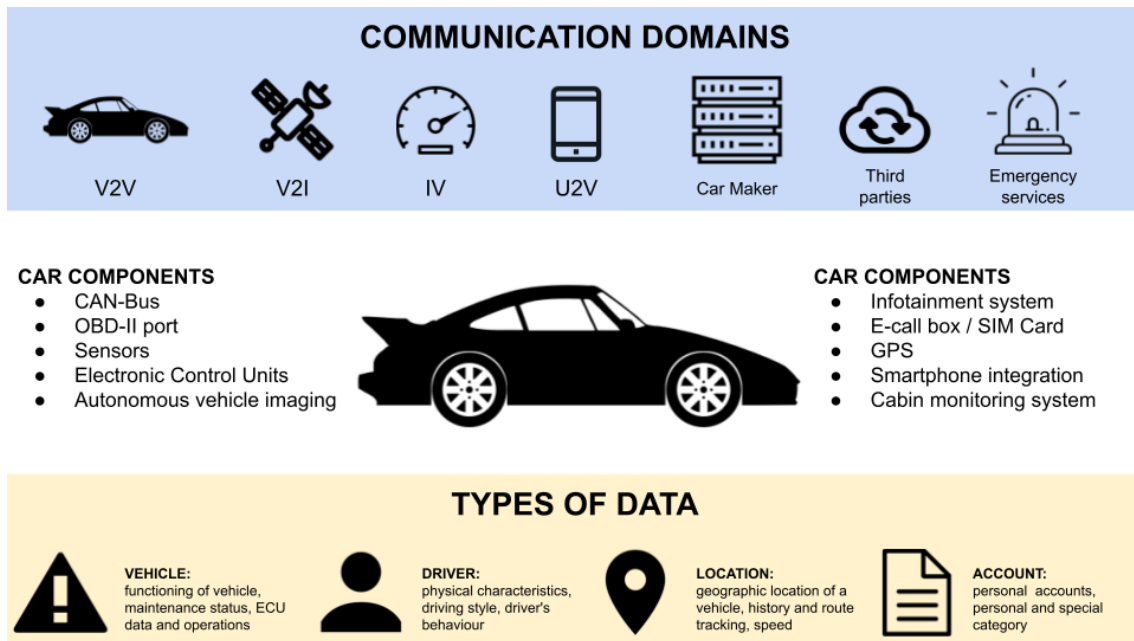 COMMUNICATION DOMAINS
V2V
V2I
IV
U2V
Car Maker
Third
parties
Emergency
services
CAR COMPONENTS
● CAN-Bus
● OBD-II port
● Sensors
● Electronic Control Units
● Autonomous vehicle imaging
CAR COMPONENTS
● Infotainment system
● E-call box / SIM Card
● GPS
● Smartphone integration
● Cabin monitoring system
TYPES OF DATA
VEHICLE:
functioning of vehicle,
maintenance status, ECU
data and operations
DRIVER:
physical characteristics,
driving style, driver's
behaviour
LOCATION:
geographic location of a
vehicle, history and route
tracking, speed
ACCOUNT:
personal accounts,
personal and special
category